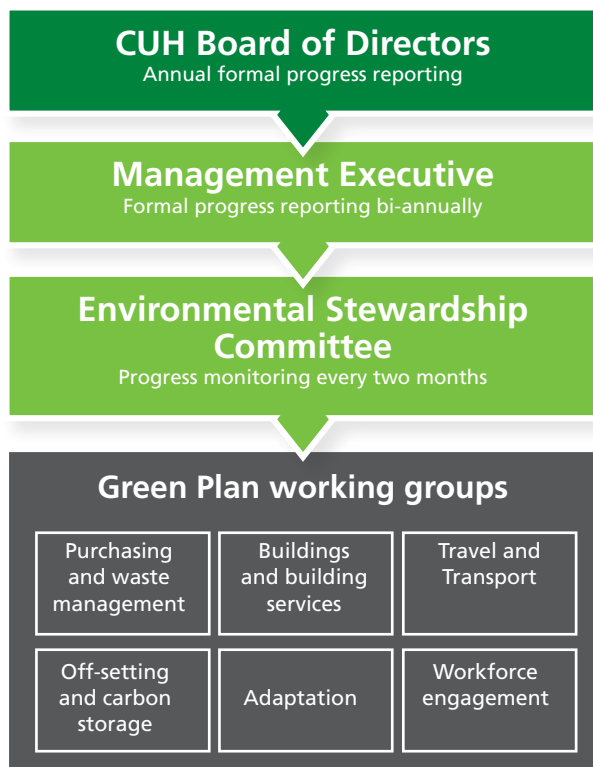 CUH Board of Directors
Annual formal progress reporting
Management Executive
Formal progress reporting bi-annually
Environmental Stewardship
Committee
Progress monitoring every two months
Green Plan working groups
Purchasing
and waste
management
Buildings
and building
services
Travel and
Transport
Off-setting
and carbon
storage
Adaptation
Workforce
engagement